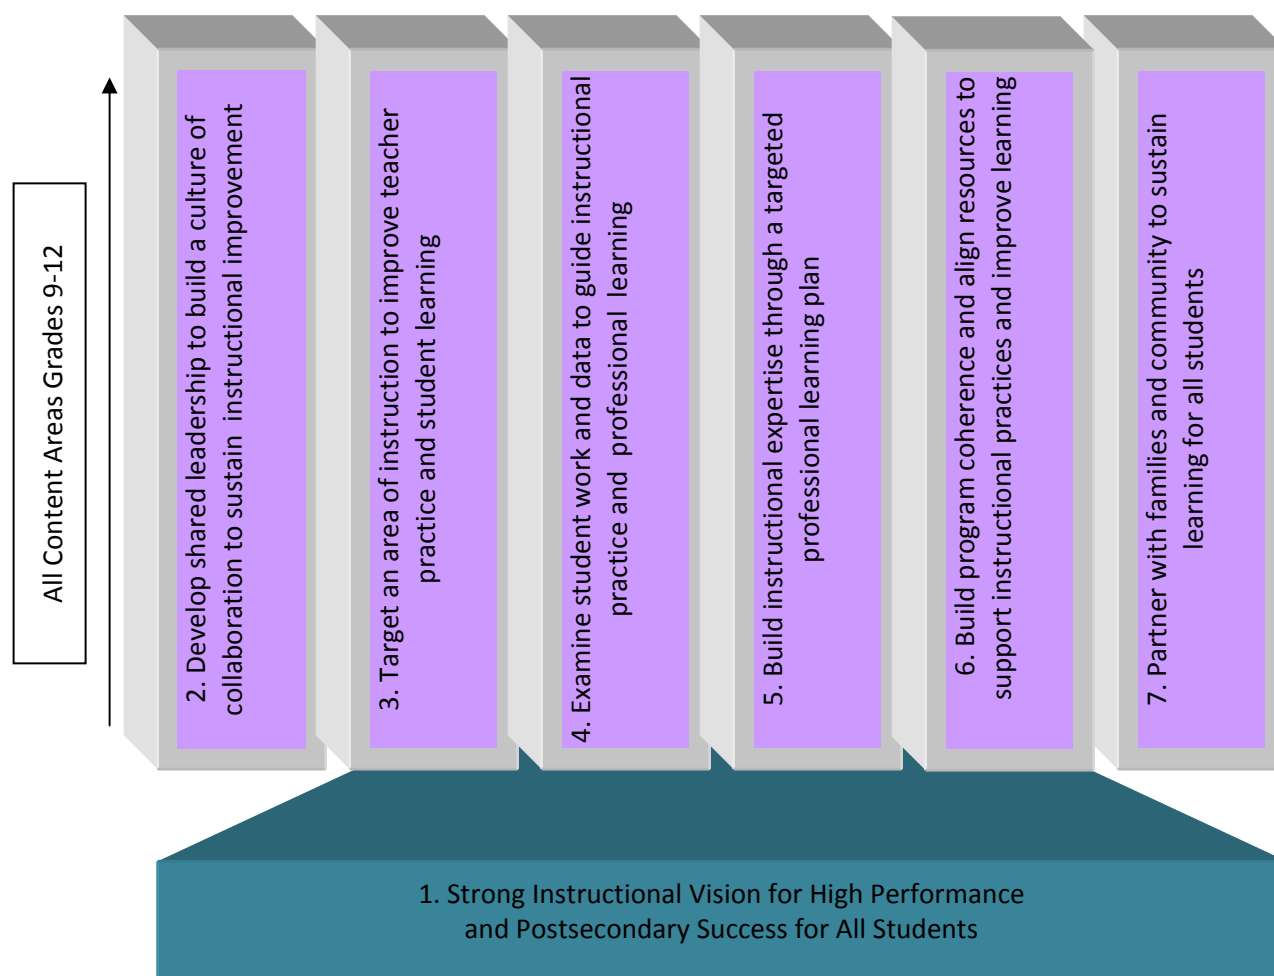 All Content Areas Grades 9-12
2. Develop shared leadership to build a culture of
collaboration to sustain instructional improvement
3. Target an area of instruction to improve teacher
practice and student learning
4. Examine student work and data to guide instructional
practice and professional learning
5. Build instructional expertise through a targeted
professional learning plan
6. Build program coherence and align resources to
support instructional practices and improve learning
7. Partner with families and community to sustain
learning for all students
1. Strong Instructional Vision for High Performance
and Postsecondary Success for All Students